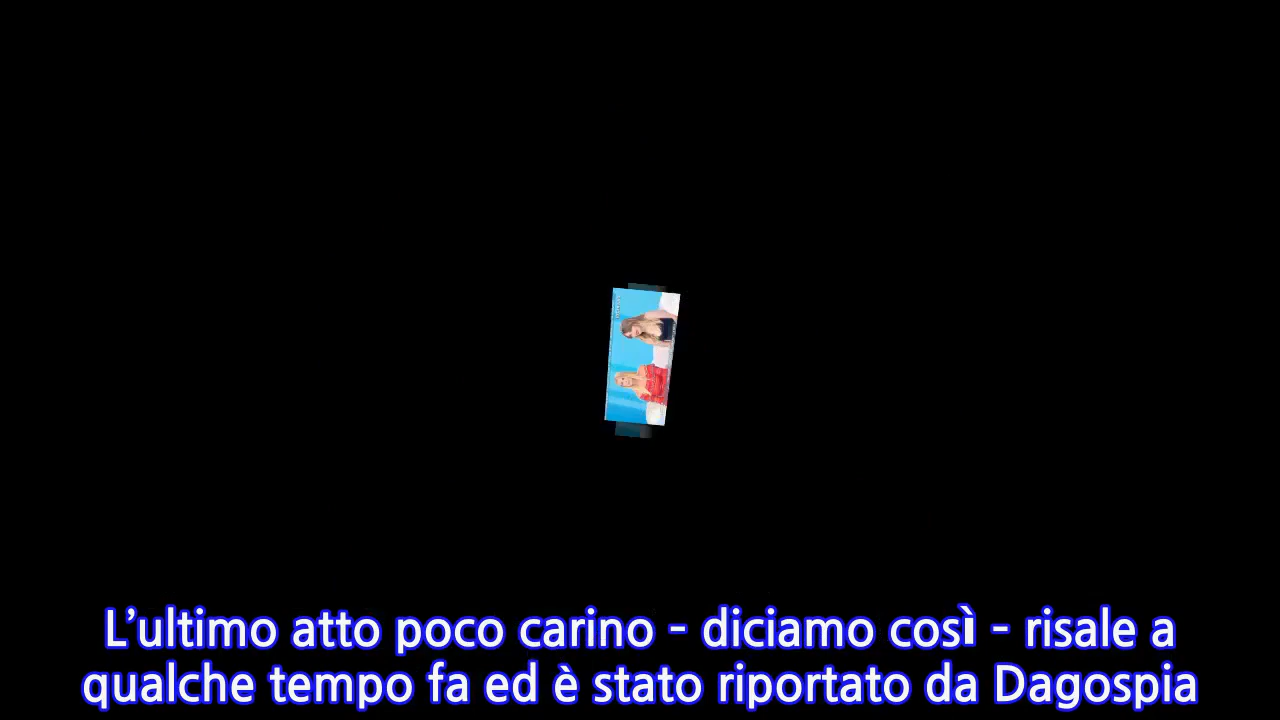 L’ultimo atto poco carino - diciamo così - risale a
qualche tempo fa ed è stato riportato da Dagospia